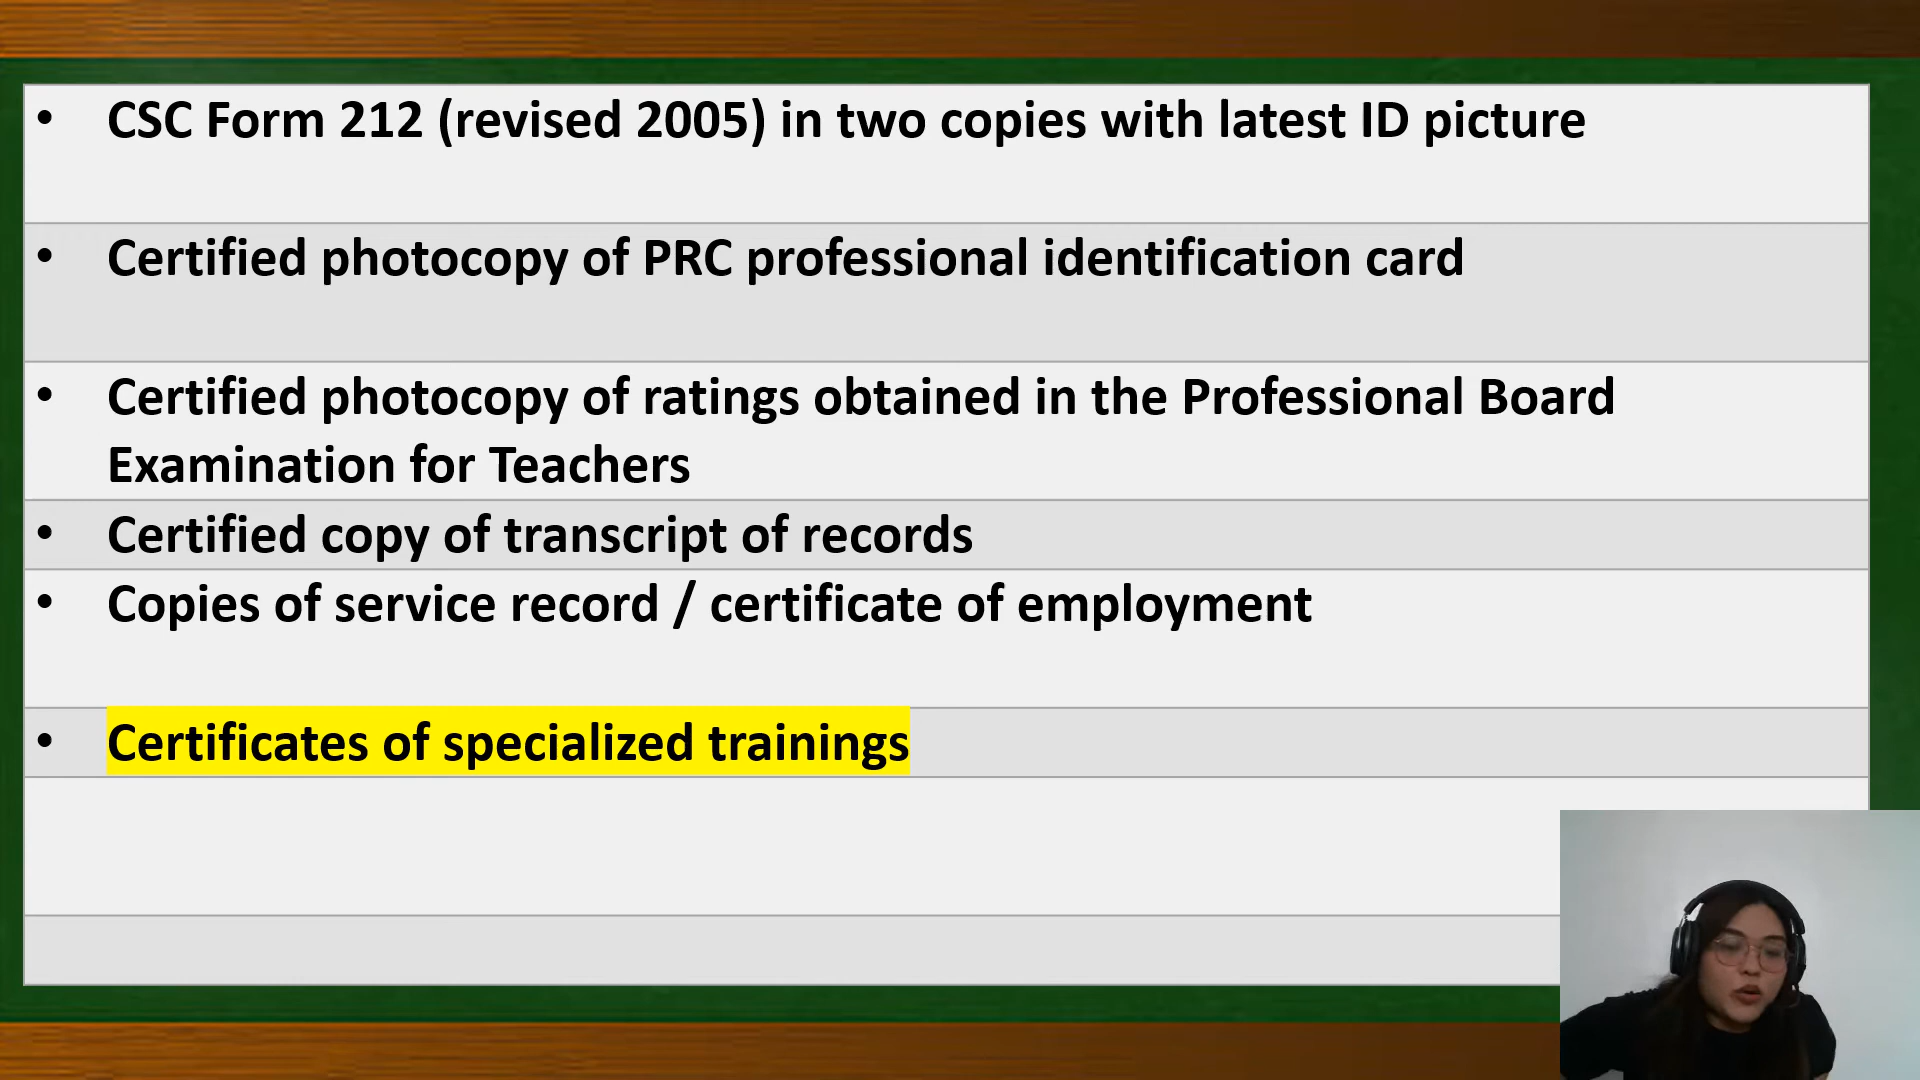 • CSC Form 212 (revised 2005) in two copies with latest ID picture
• Certified photocopy of PRC professional identification card
• Certified photocopy of ratings obtained in the Professional Board
Examination for Teachers
• Certified copy of transcript of records
• Copies of service record / certificate of employment
• Certificates of specialized trainings